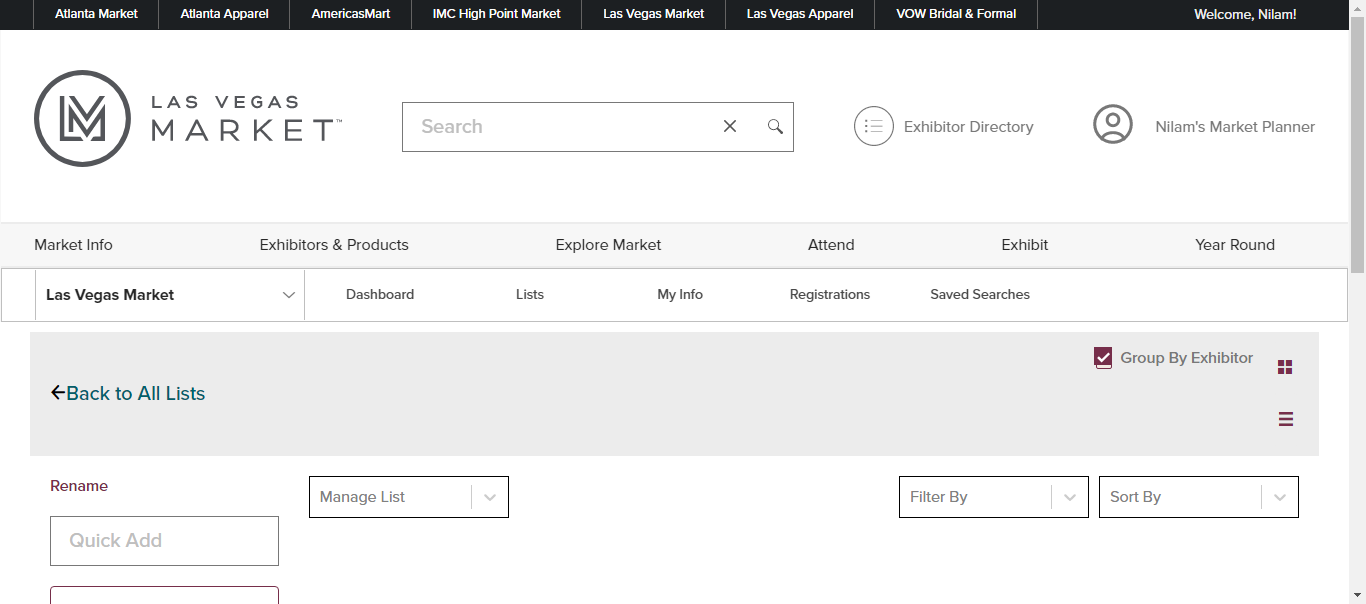 Atlanta Market Atlanta Apparel AmericasMart IMC High Point Market Las Vegas Market Las Vegas Apparel VOW Bridal & Formal Welcome, Nilam!
LAS VEGAS
MARKET™
Search
Exhibitor Directory
Nilam's Market Planner
Market Info Exhibitors & Products Explore Market Attend Exhibit Year Round
Las Vegas Market Dashboard Lists My Info Registrations Saved Searches
Group By Exhibitor
Back to All Lists
Rename
Manage List Filter By Sort By
Quick Add